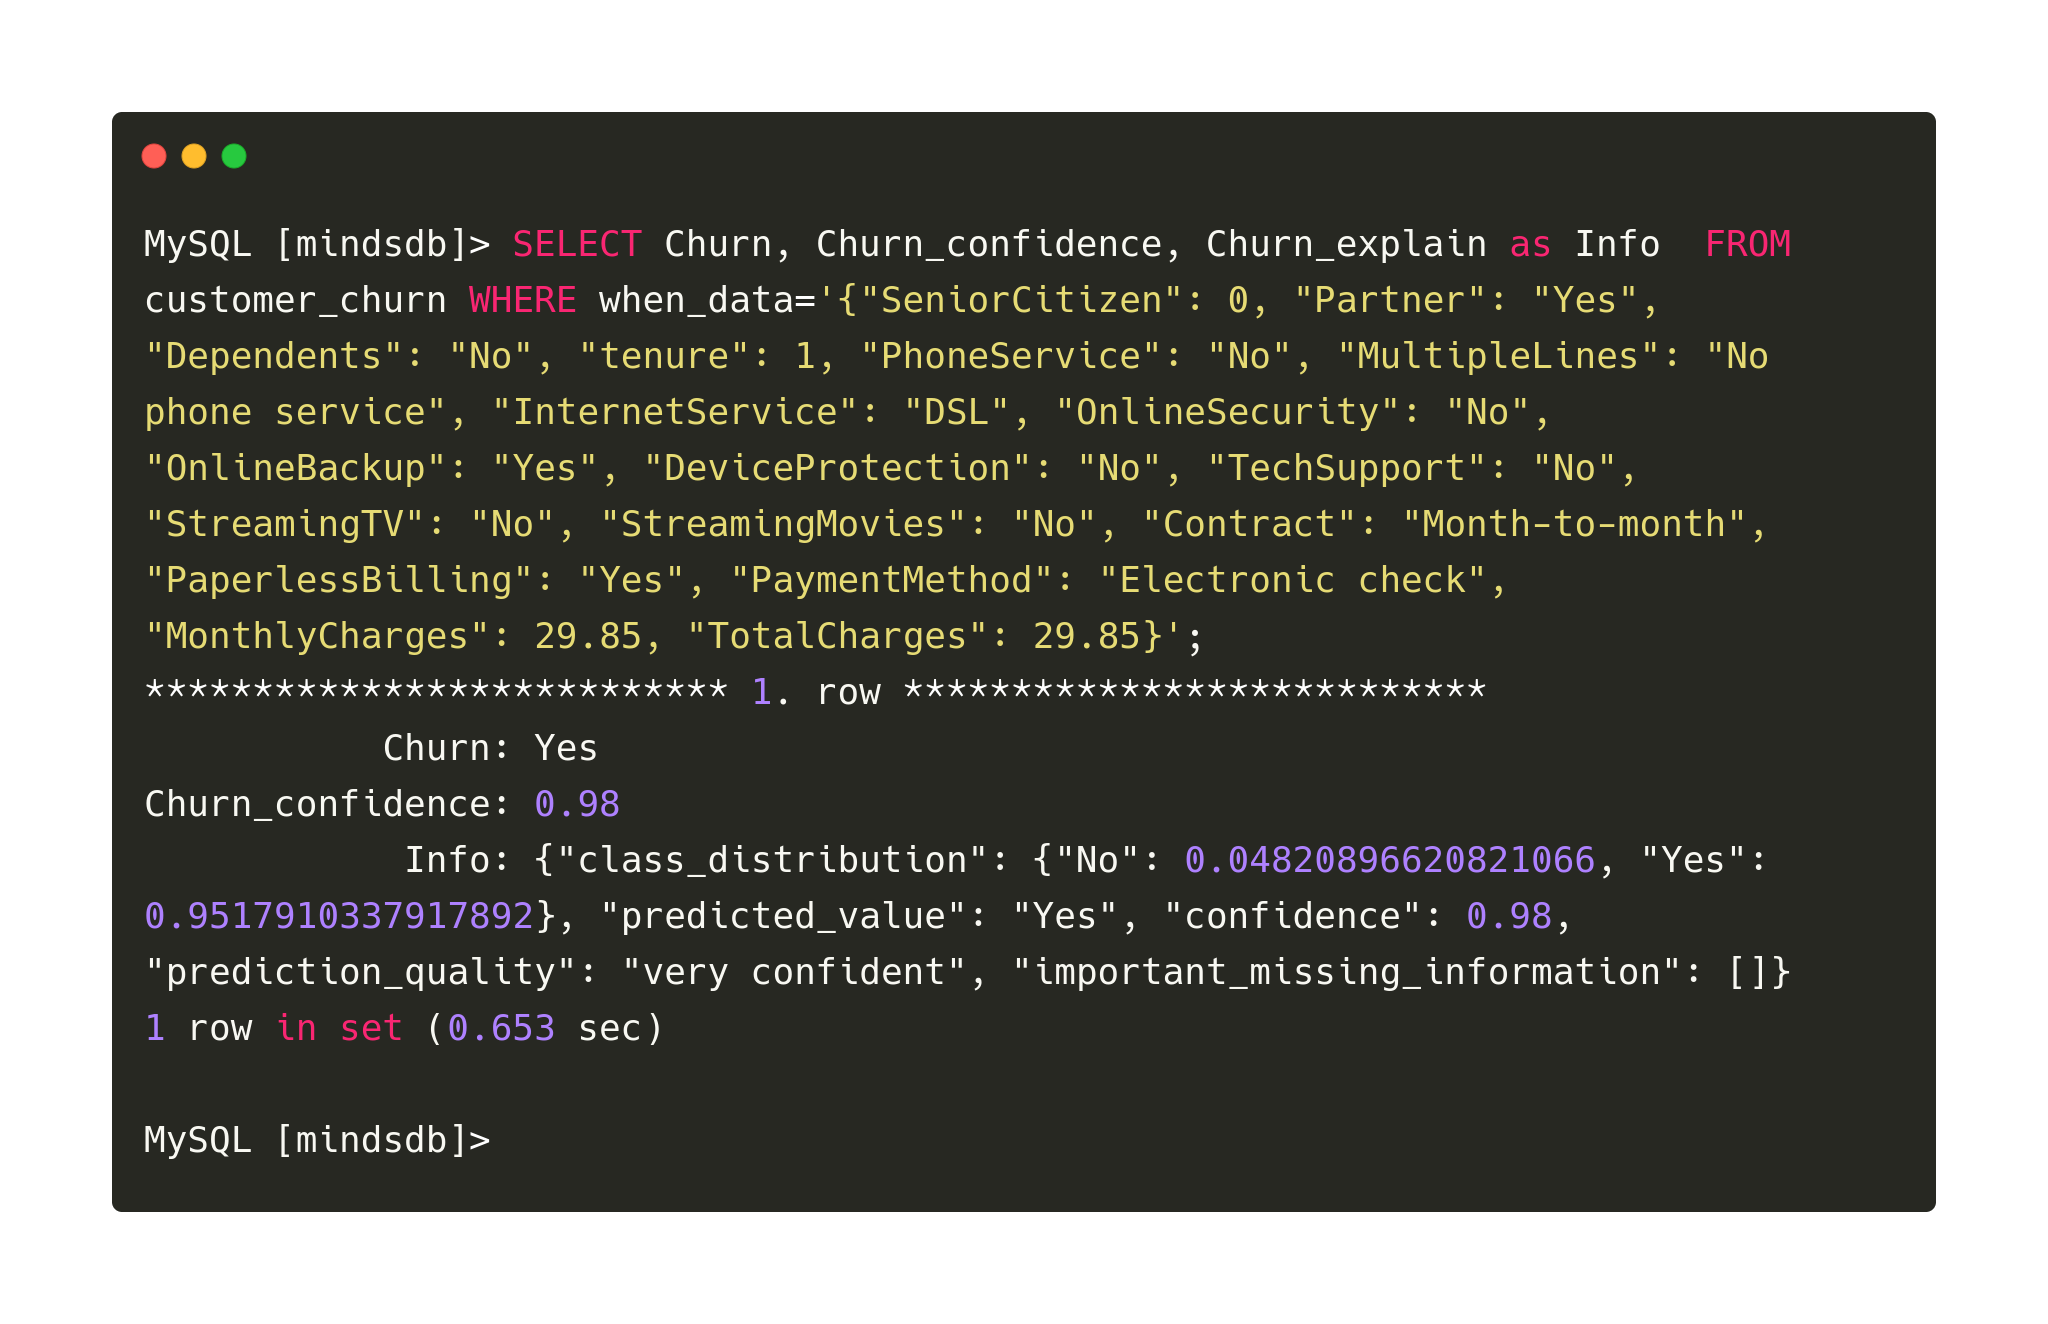 MySQL [mindsdb]> SELECT Churn, Churn_confidence, Churn_explain as Info  FROM
customer_churn WHERE when_data='{"SeniorCitizen": 0, "Partner": "Yes",
"Dependents": "No", "tenure": 1, "PhoneService": "No", "MultipleLines": "No
phone service", "InternetService": "DSL", "OnlineSecurity": "No",
"OnlineBackup": "Yes", "DeviceProtection": "No", "TechSupport": "No",
"StreamingTV": "No", "StreamingMovies": "No", "Contract": "Month-to-month",
"PaperlessBilling": "Yes", "PaymentMethod": "Electronic check",
"MonthlyCharges": 29.85, "TotalCharges": 29.85}';
*************************** 1. row ***************************
           Churn: Yes
Churn_confidence: 0.98
            Info: {"class_distribution": {"No": 0.04820896620821066, "Yes":
0.9517910337917892}, "predicted_value": "Yes", "confidence": 0.98,
"prediction_quality": "very confident", "important_missing_information": []}
1 row in set (0.653 sec)
MySQL [mindsdb]>